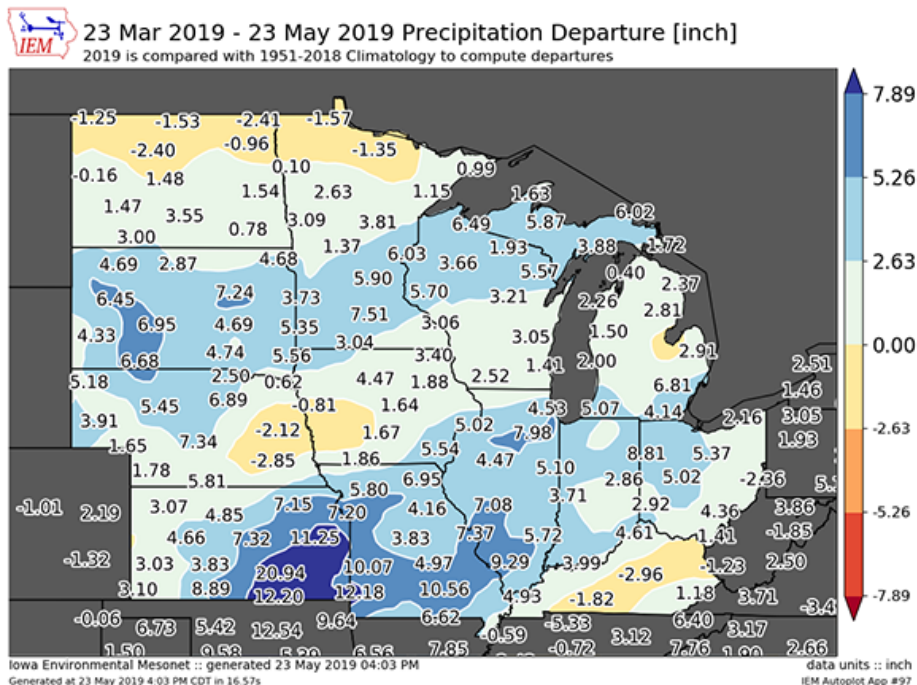 IEM
23 Mar 2019 - 23 May 2019 Precipitation Departure [inch]
2019 is compared with 1951-2018 Climatology to compute departures
7.89
5.26
2.63
0.00
-2.63
-5.26
-7.89
-1.25 -1.53 -2.41 -1.57
-2.40 -0.96 -1.35
0.10 0.99
-0.16 1.48 1.54 2.63 1.15 1.63
1.47 3.55 0.78 3.09 3.81 6.49 5.87 6.02
3.00 1.37 1.93 3.88 1.72
4.69 2.87 4.68 6.03 3.66 5.57 0.40
5.90 5.70 3.21 2.26 2.37
6.45 7.24 3.73 7.51 2.81
4.33 6.95 4.69 5.35 3.06 3.05 1.50
6.68 4.74 5.56 3.04 3.40 1.41 2.00 2.91 2.51
5.18 2.50 0.62 4.47 1.88 2.52 6.81 1.46
3.91 5.45 6.89 -0.81 1.64 4.53 5.07 4.14 2.16 3.05
-2.12 1.67 5.02 7.98 1.93
1.65 7.34 -2.85 1.86 5.54 4.47 8.81 5.37
1.78 5.81 5.80 6.95 5.10 2.86 5.02 -2.36
-1.01 2.19 3.07 4.85 7.15 7.20 4.16 7.08 3.71 2.92 4.36 3.86
4.66 7.32 11.25 3.83 7.37 5.72 4.61 -1.41 -1.85
-1.32 3.03 3.83 20.94 10.07 4.97 9.29 3.99 -2.96 -1.23 2.50
3.10 8.89 12.20 12.18 10.56 4.93 -1.82 1.18 3.71
-0.06 6.73 5.42 12.54 9.64 6.62 -0.59 -5.33 3.12 6.40 3.17
7.85 -0.72 7.76 2.66
Iowa Environmental Mesonet :: generated 23 May 2019 04:03 PM
data units :: inch
Generated at 23 May 2019 4:03 PM CDT in 16.57s
IEM Autoplot App #97